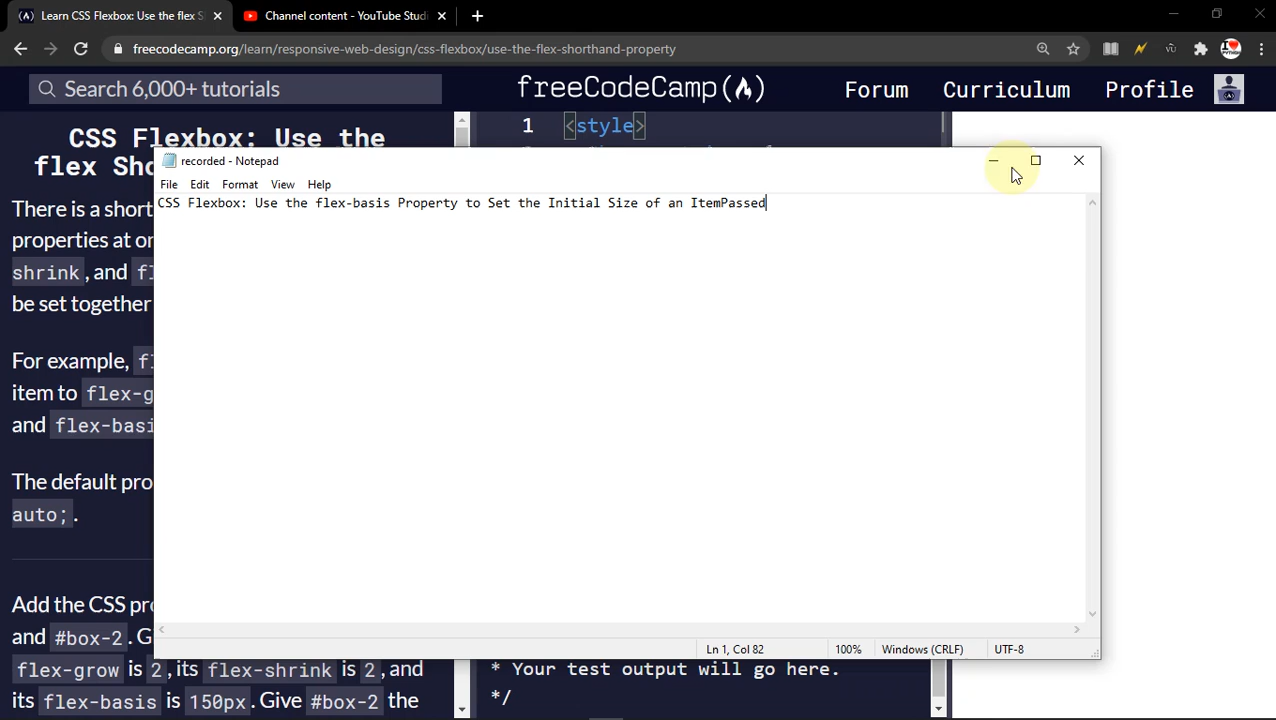 Learn CSS Flexbox: Use the flex S
Channel content - YouTube Studi
freecodecamp.org/learn/responsive-web-design/css-flexbox/use-the-flex-shorthand-property
Search 6,000+ tutorials
freeCodeCamp
Forum
Curriculum
Profile
CSS Flexbox: Use the
flex Sho
There is a short
properties at on
shrink, and fl
be set together
For example, fl
item to flex-g
and flex-basi
The default pro
auto;.
Add the CSS pro
and #box-2. G
flex-grow is 2, its flex-shrink is 2, and
its flex-basis is 150px. Give #box-2 the
1 <style>
recorded - Notepad
File Edit Format View Help
CSS Flexbox: Use the flex-basis Property to Set the Initial Size of an ItemPassed
Ln 1, Col 82
100%
Windows (CRLF)
UTF-8
* Your test output will go here.
*/